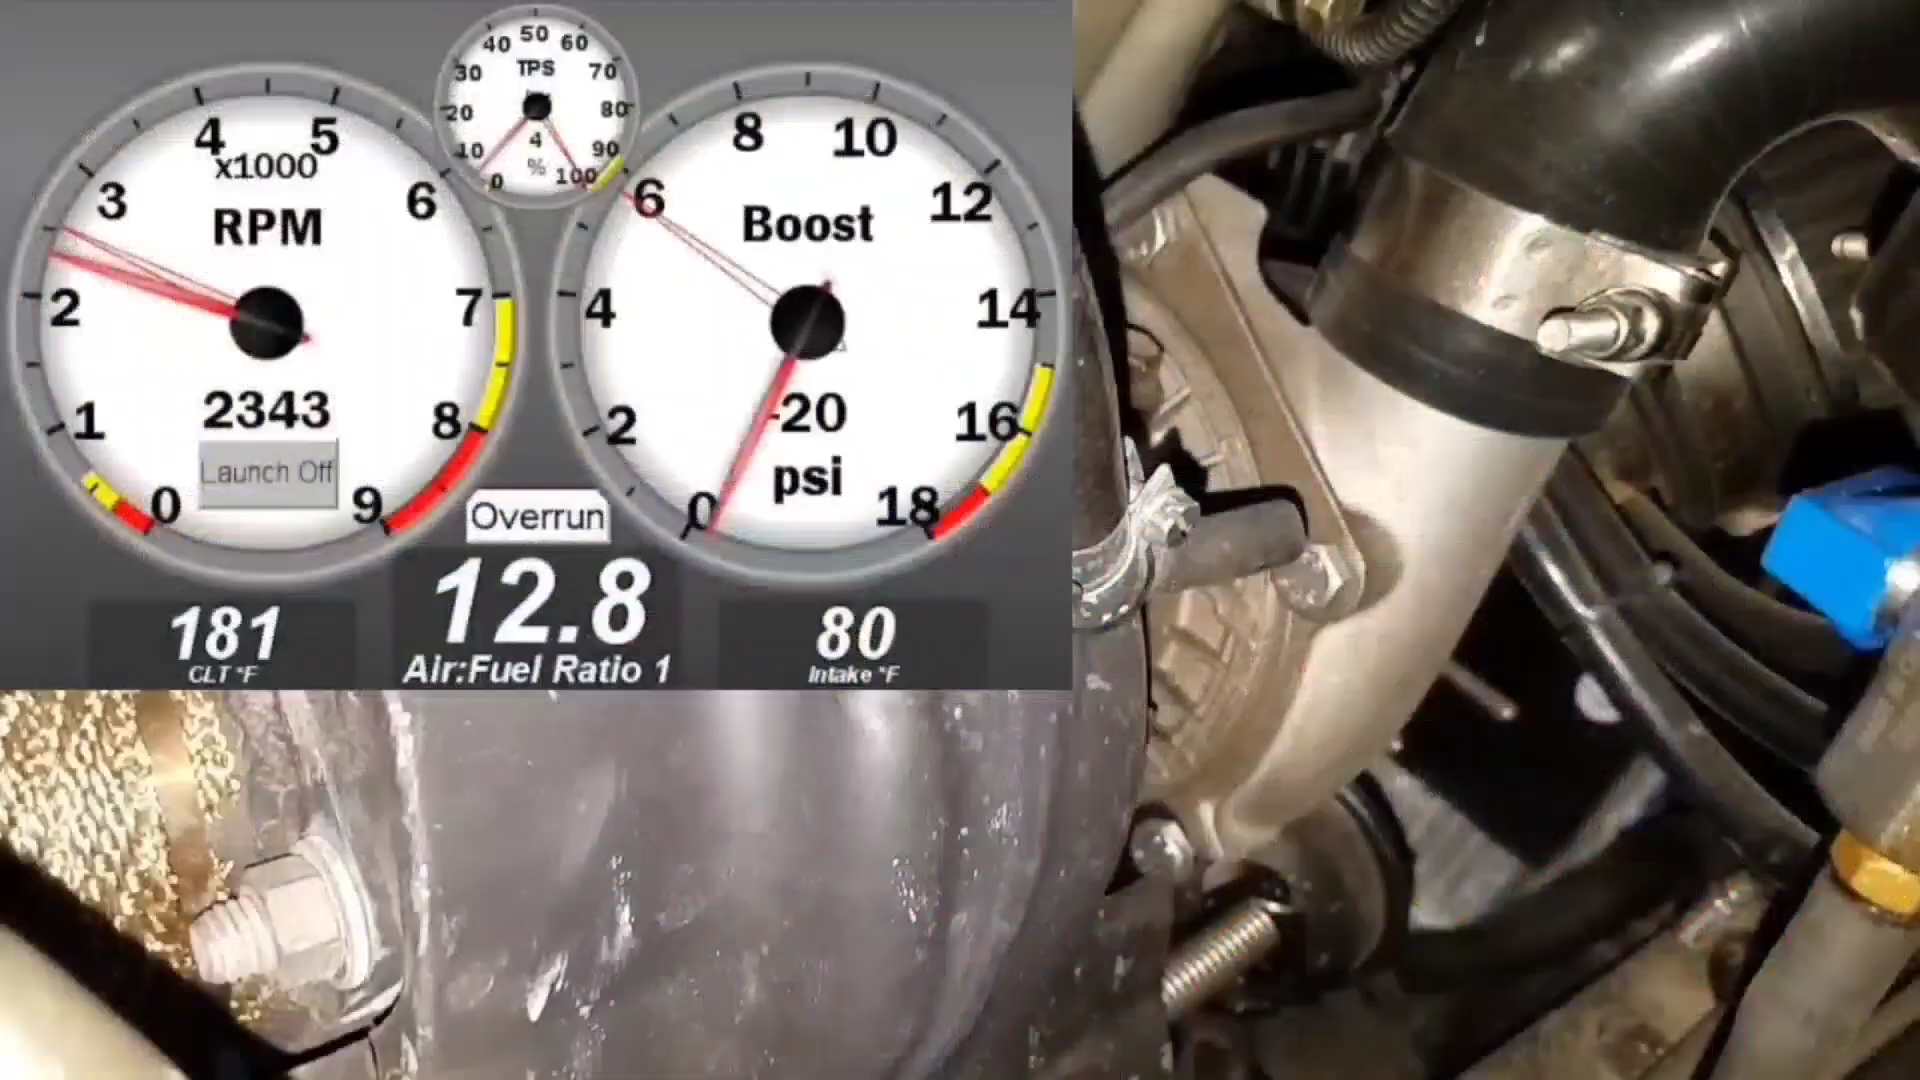 40 50 60
30 TPS 70
20 80
10 4 90
0 % 100
4 5
x1000
3 6
RPM
2 7
2343
1 8
Launch Off
0 9
8 10
6 12
Boost
4 14
-20
2 16
psi
0 18
Overrun
12.8
Air:Fuel Ratio 1
181
CLT °F
80
Intake °F